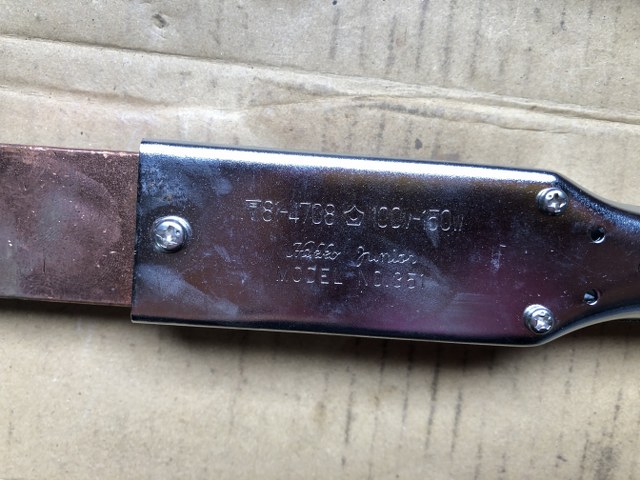 〒81-4708 100V-150W
Hakko Junior
MODEL NO.351